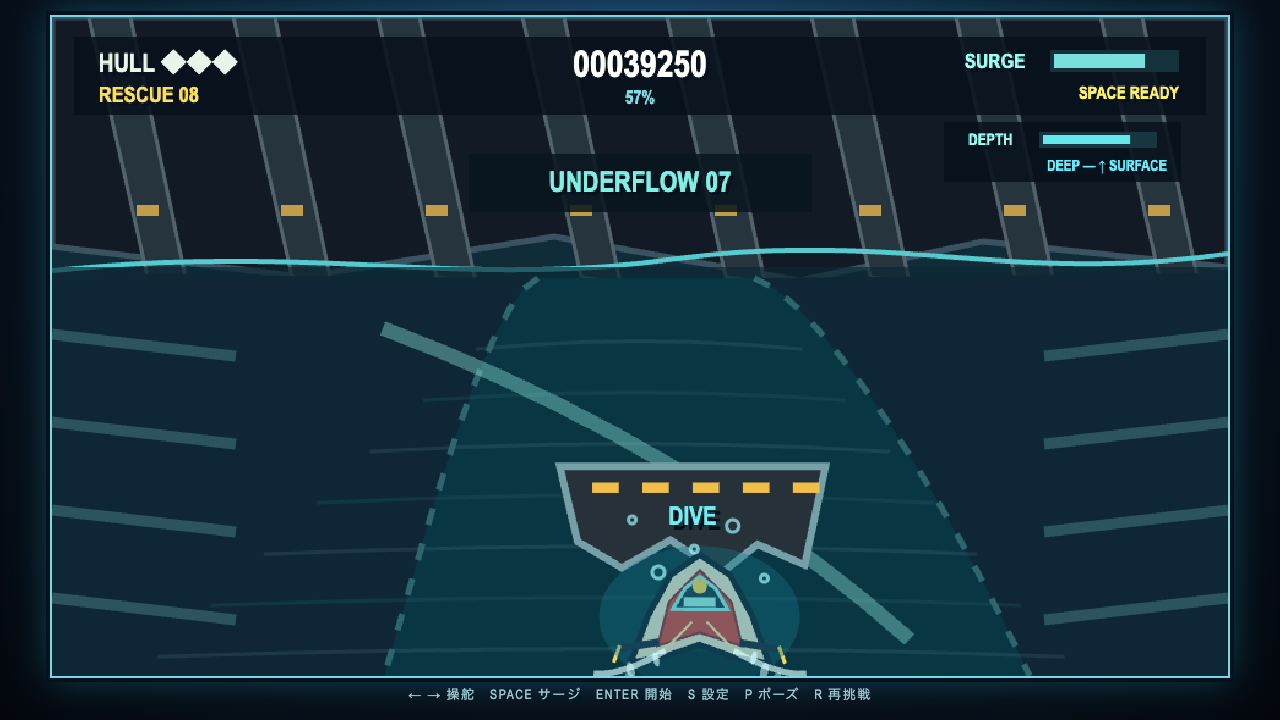 HULL
RESCUE 08
00039250
57%
SURGE
SPACE READY
DEPTH
DEEP — ↑ SURFACE
UNDERFLOW 07
DIVE
← → 操舵 SPACE サージ ENTER 開始 S 設定 P ポーズ R 再挑戦